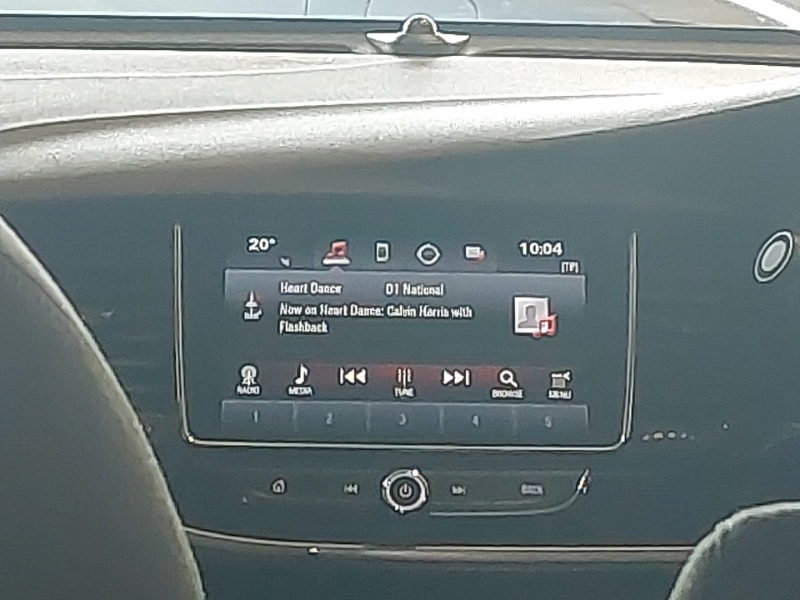 20°
10:04
[TP]
Heart Dance D1 National
Now on Heart Dance: Calvin Harris with
Flashback
RADIO MEDIA TUNE BROWSE MENU
1 2 3 4 5
BACK